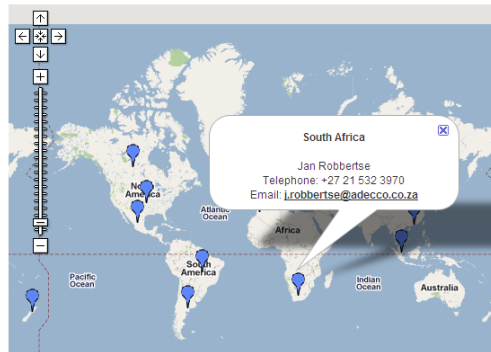 South Africa
Jan Robbertse
Telephone: +27 21 532 3970
Email: j.robbertse@adecco.co.za
North
America
Atlantic
Ocean
Africa
South
America
Pacific
Ocean
Indian
Ocean
Australia